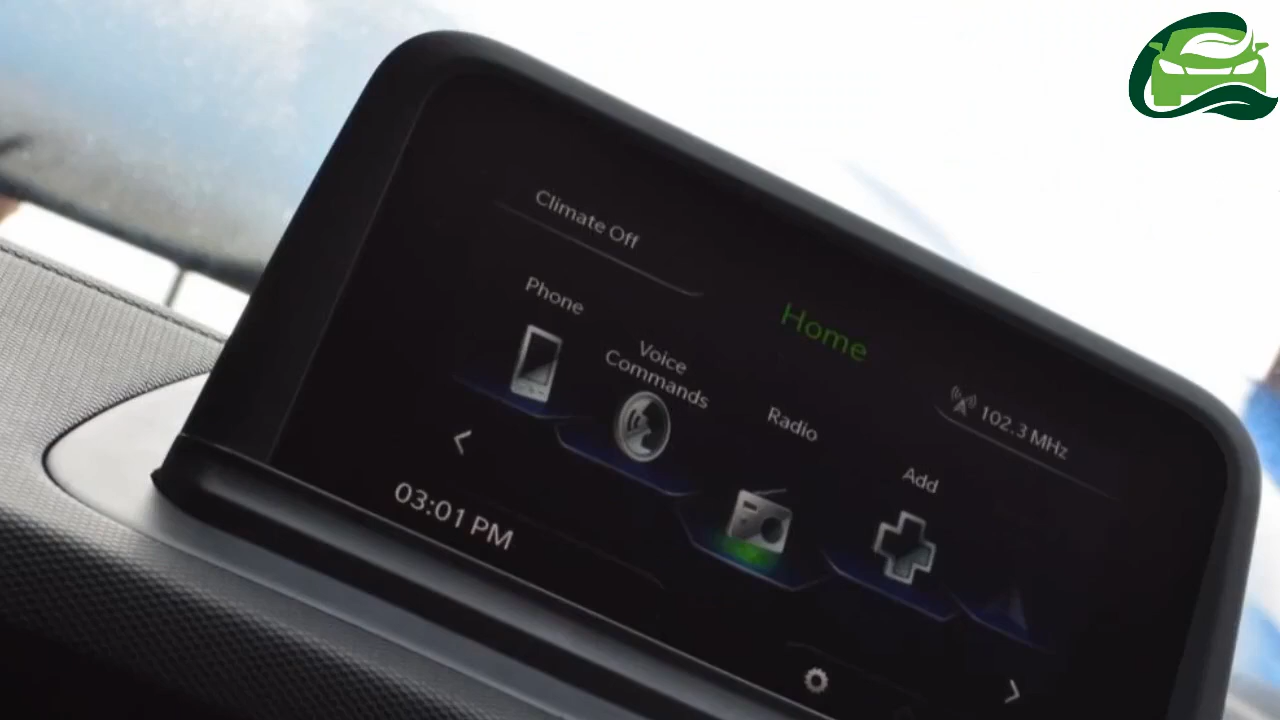 Climate Off
Home
102.3 MHz
Phone
Voice
Commands
Radio
Add
03:01 PM